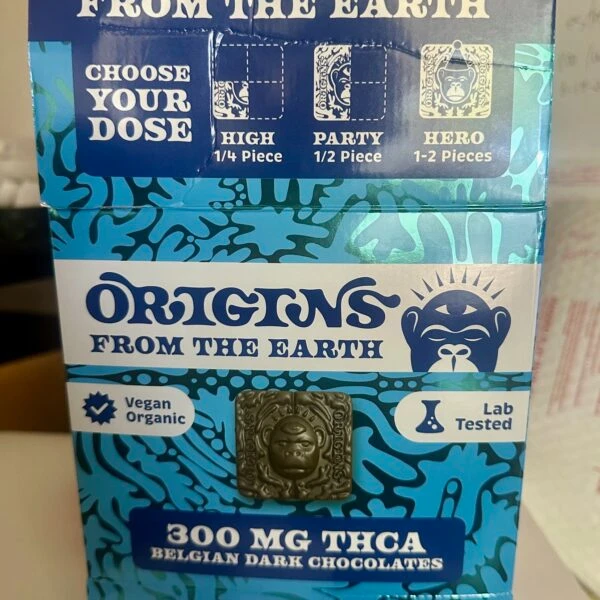 FROM THE EARTH
CHOOSE
YOUR
DOSE
HIGH
1/4 Piece
PARTY
1/2 Piece
HERO
1-2 Pieces
ORIGINS
FROM THE EARTH
Vegan
Organic
Lab
Tested
300 MG THCA
BELGIAN DARK CHOCOLATES